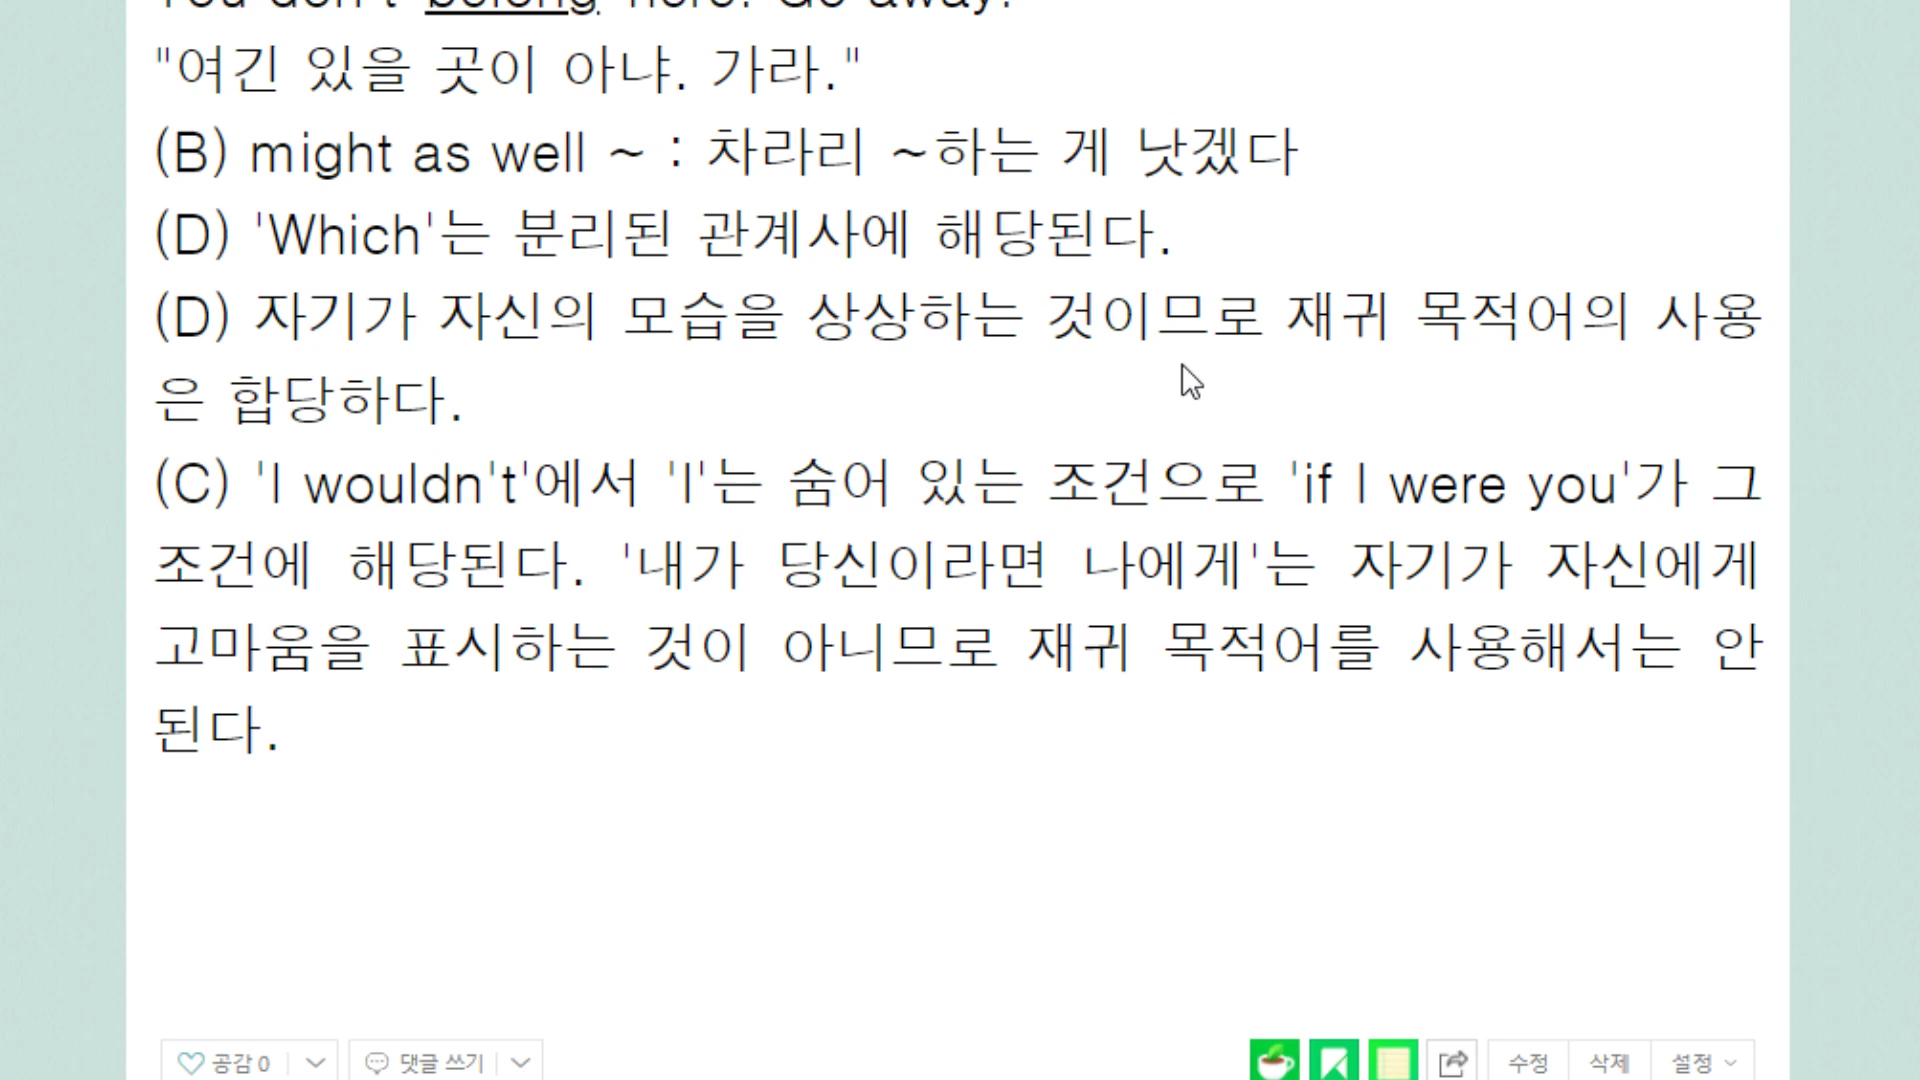 You don't belong here. Go away.
"여긴 있을 곳이 아냐. 가라."
(B) might as well ~ : 차라리 ~하는 게 낫겠다
(D) 'Which'는 분리된 관계사에 해당된다.
(D) 자기가 자신의 모습을 상상하는 것이므로 재귀 목적어의 사용
은 합당하다.
(C) 'I wouldn't'에서 'I'는 숨어 있는 조건으로 'if I were you'가 그
조건에 해당된다. '내가 당신이라면 나에게'는 자기가 자신에게
고마움을 표시하는 것이 아니므로 재귀 목적어를 사용해서는 안
된다.
공감 0 댓글 쓰기 수정 삭제 설정